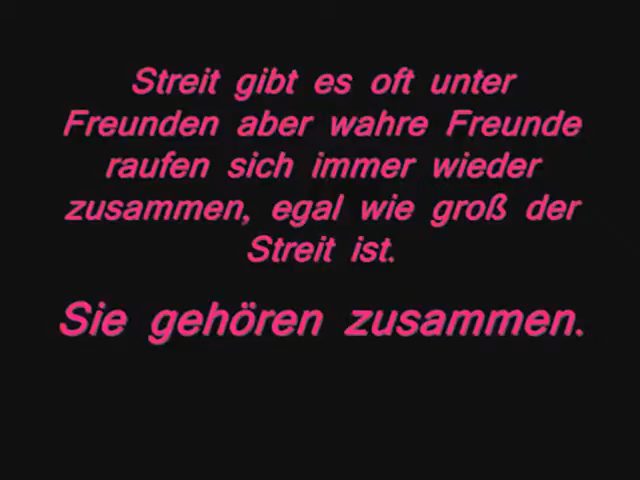 Streit gibt es oft unter
Freunden aber wahre Freunde
raufen sich immer wieder
zusammen, egal wie groß der
Streit ist.
Sie gehören zusammen.